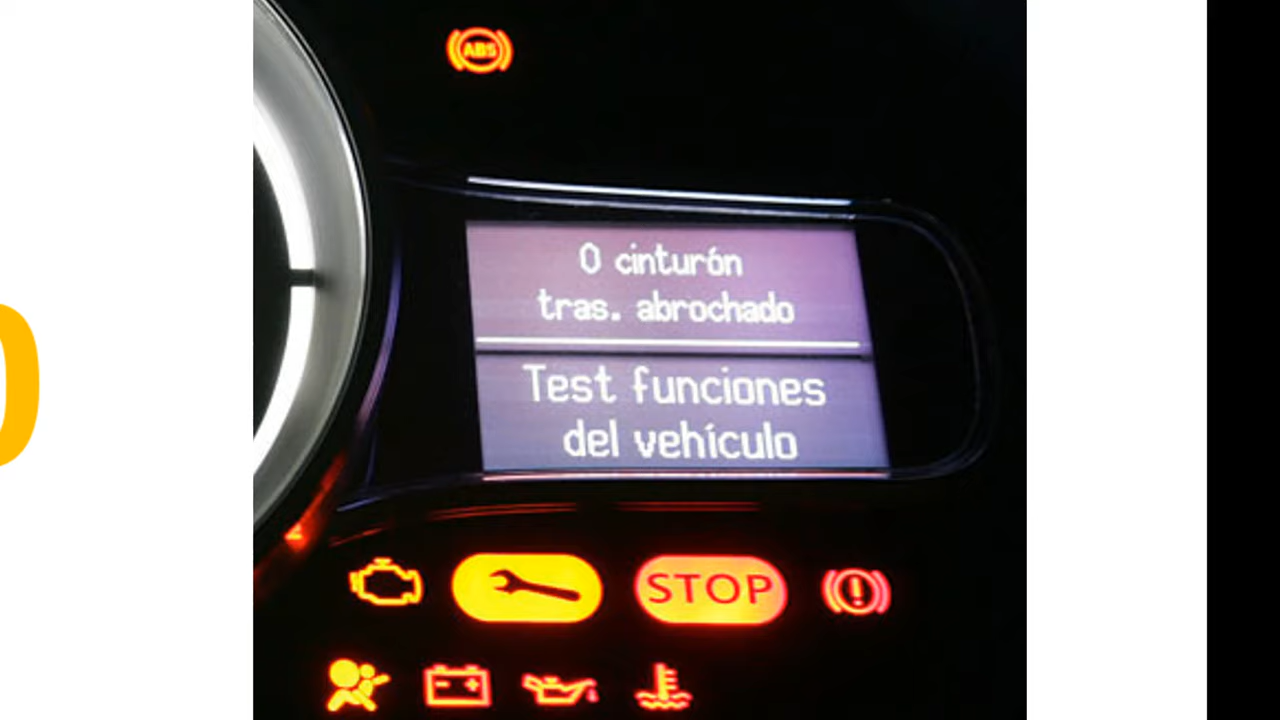 ABS
0 cinturón
tras. abrochado
Test funciones
del vehículo
STOP